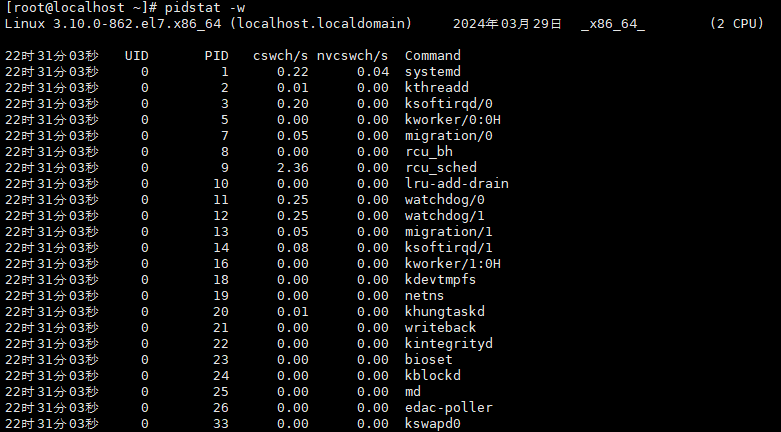 [root@localhost ~]# pidstat -w
Linux 3.10.0-862.el7.x86_64 (localhost.localdomain) 2024年03月29日 _x86_64_ (2 CPU)
22时31分03秒 UID PID cswch/s nvcswch/s Command
22时31分03秒 0 1 0.22 0.04 systemd
22时31分03秒 0 2 0.01 0.00 kthreadd
22时31分03秒 0 3 0.20 0.00 ksoftirqd/0
22时31分03秒 0 5 0.00 0.00 kworker/0:0H
22时31分03秒 0 7 0.05 0.00 migration/0
22时31分03秒 0 8 0.00 0.00 rcu_bh
22时31分03秒 0 9 2.36 0.00 rcu_sched
22时31分03秒 0 10 0.00 0.00 lru-add-drain
22时31分03秒 0 11 0.25 0.00 watchdog/0
22时31分03秒 0 12 0.25 0.00 watchdog/1
22时31分03秒 0 13 0.05 0.00 migration/1
22时31分03秒 0 14 0.08 0.00 ksoftirqd/1
22时31分03秒 0 16 0.00 0.00 kworker/1:0H
22时31分03秒 0 18 0.00 0.00 kdevtmpfs
22时31分03秒 0 19 0.00 0.00 netns
22时31分03秒 0 20 0.01 0.00 khungtaskd
22时31分03秒 0 21 0.00 0.00 writeback
22时31分03秒 0 22 0.00 0.00 kintegrityd
22时31分03秒 0 23 0.00 0.00 bioset
22时31分03秒 0 24 0.00 0.00 kblockd
22时31分03秒 0 25 0.00 0.00 md
22时31分03秒 0 26 0.00 0.00 edac-poller
22时31分03秒 0 33 0.00 0.00 kswapd0